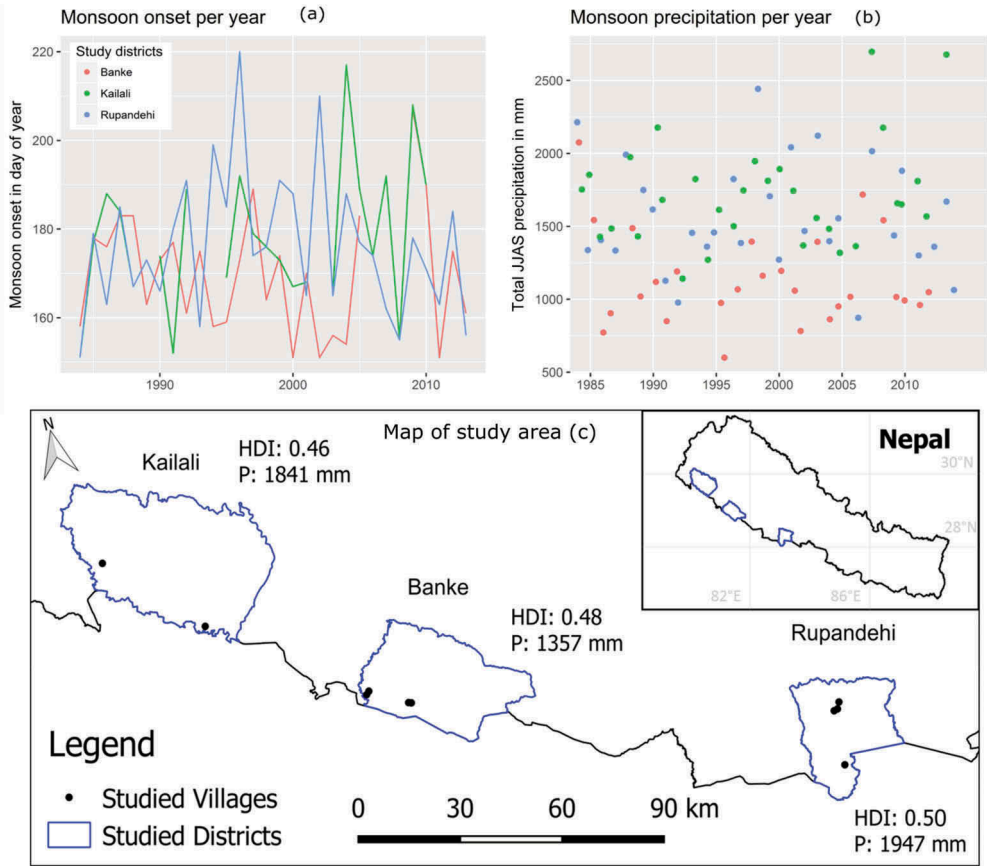 Monsoon onset per year (a)
Monsoon onset in day of year
220
200
180
160
1990
2000
2010
Study districts
Banke
Kailali
Rupandehi
Monsoon precipitation per year (b)
Total JJAS precipitation in mm
2500
2000
1500
1000
500
1985
1990
1995
2000
2005
2010
Map of study area (c)
N
Kailali
HDI: 0.46
P: 1841 mm
Banke
HDI: 0.48
P: 1357 mm
Rupandehi
HDI: 0.50
P: 1947 mm
Nepal
30°N
28°N
82°E
86°E
Legend
Studied Villages
Studied Districts
0 30 60 90 km